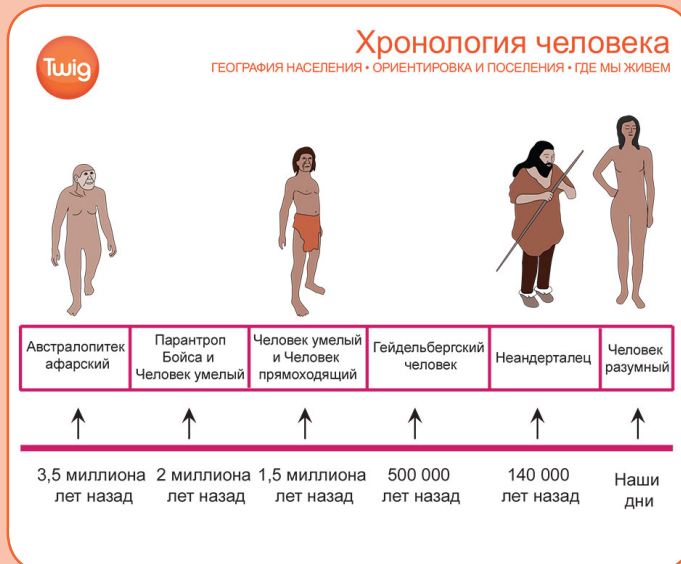 Twig
Хронология человека
ГЕОГРАФИЯ НАСЕЛЕНИЯ • ОРИЕНТИРОВКА И ПОСЕЛЕНИЯ • ГДЕ МЫ ЖИВЕМ
Австралопитек
афарский
Парантроп
Бойса и
Человек умелый
Человек умелый
и Человек
прямоходящий
Гейдельбергский
человек
Неандерталец
Человек
разумный
3,5 миллиона
лет назад
2 миллиона
лет назад
1,5 миллиона
лет назад
500 000
лет назад
140 000
лет назад
Наши
дни